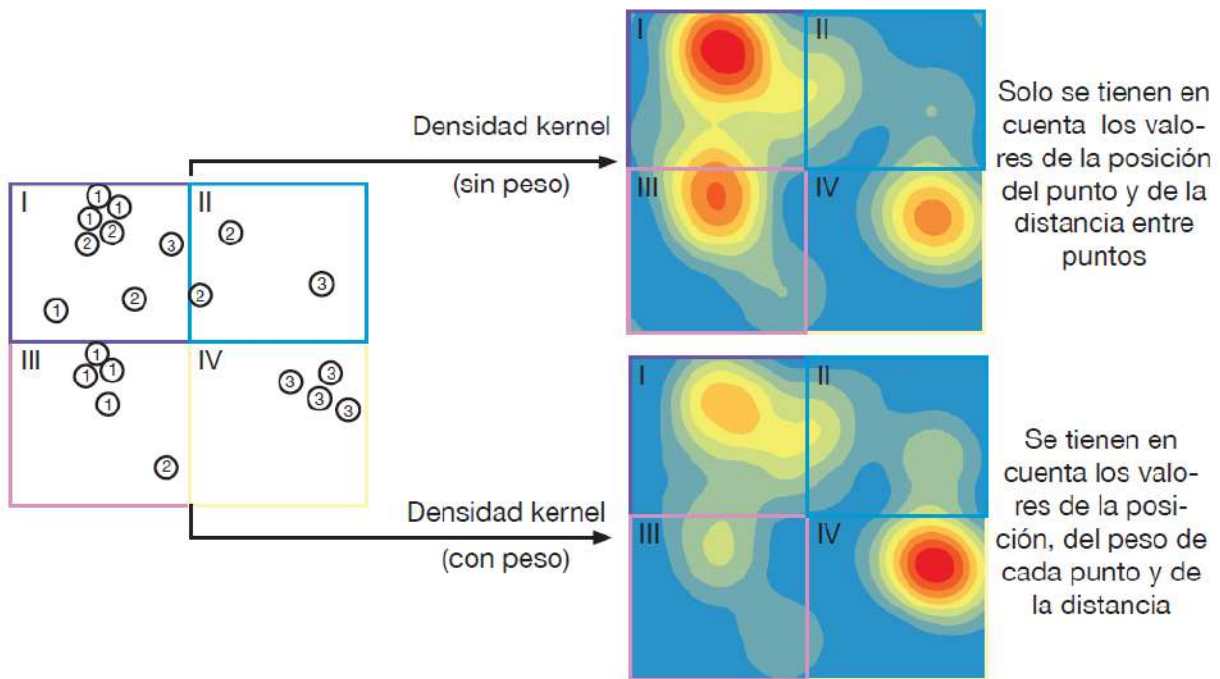 I
II
1
1
1
2
2
3
2
2
1
2
3
III
IV
1
1
1
1
2
3
3
3
3
Densidad kernel
(sin peso)
I
II
III
IV
Solo se tienen en
cuenta los valo-
res de la posición
del punto y de la
distancia entre
puntos
Densidad kernel
(con peso)
I
II
III
IV
Se tienen en
cuenta los valo-
res de la posi-
ción, del peso de
cada punto y de
la distancia